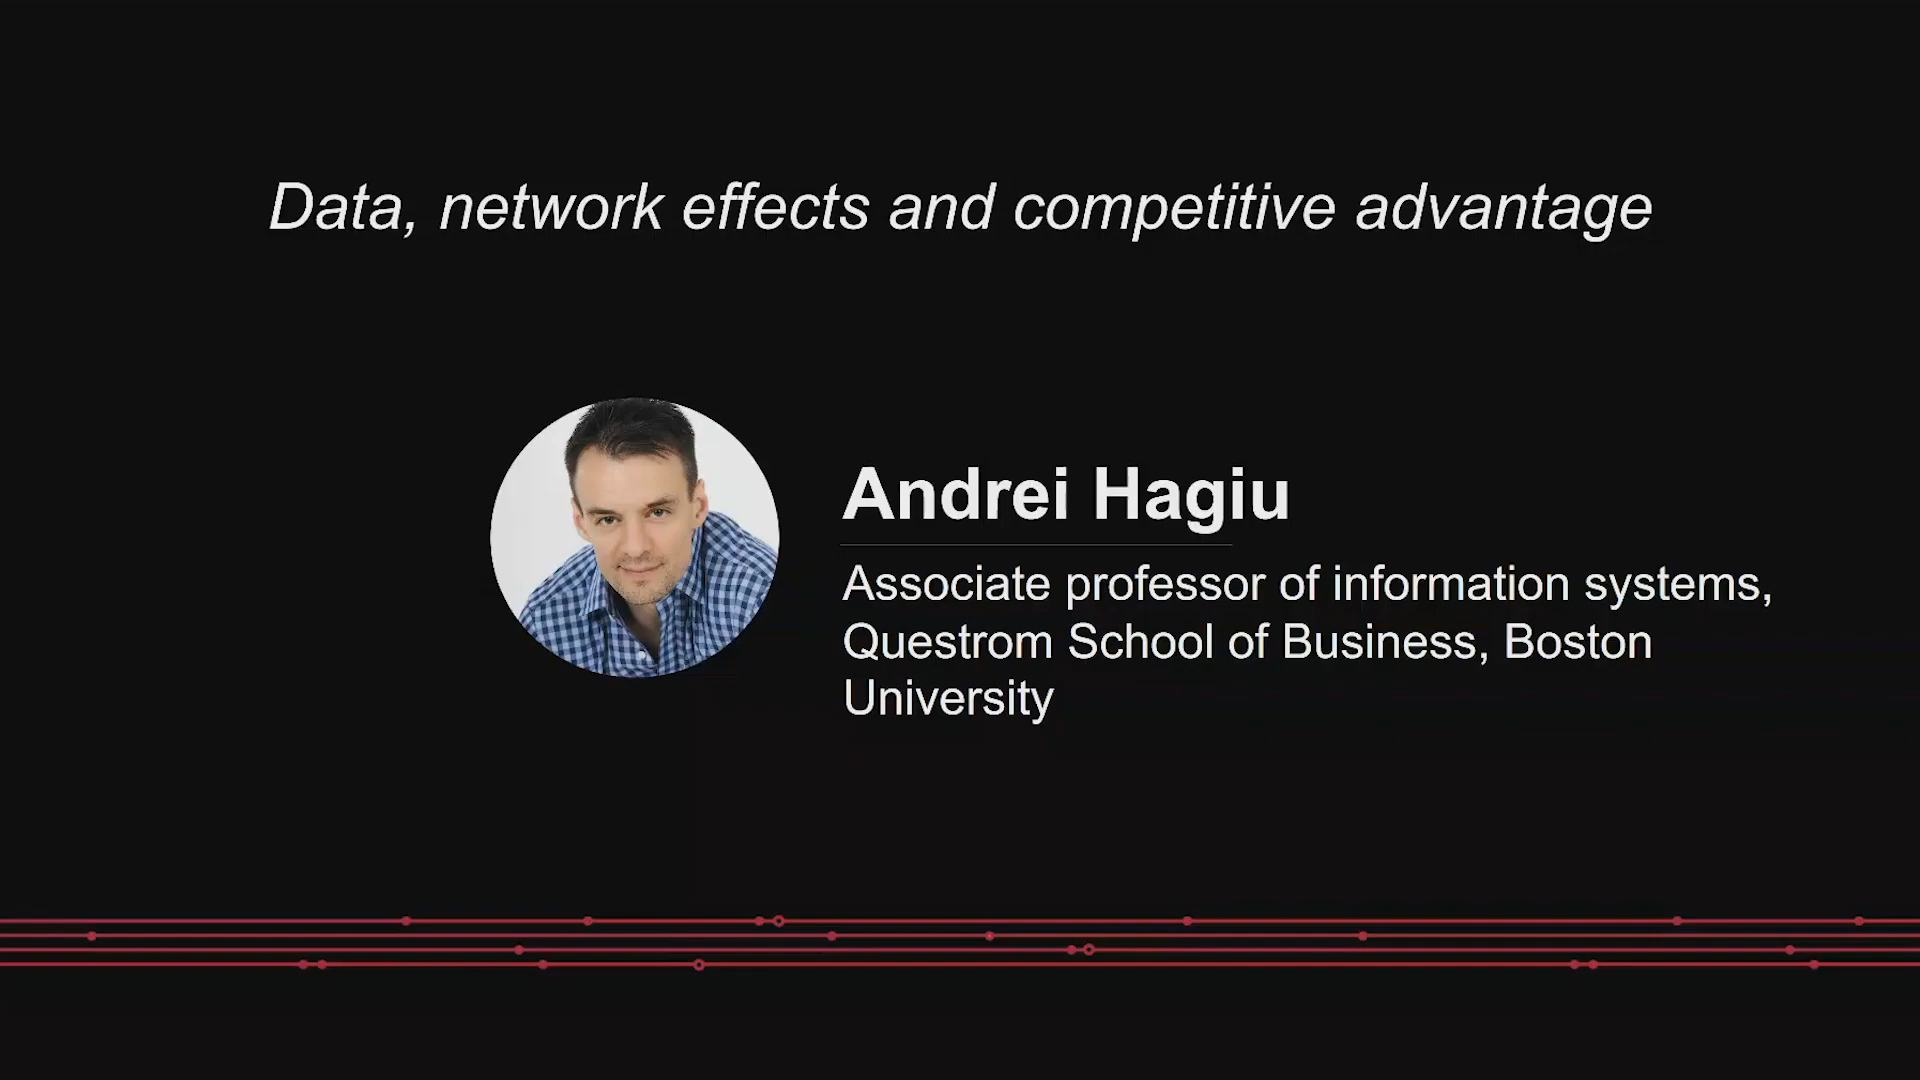 Data, network effects and competitive advantage
Andrei Hagiu
Associate professor of information systems,
Questrom School of Business, Boston
University